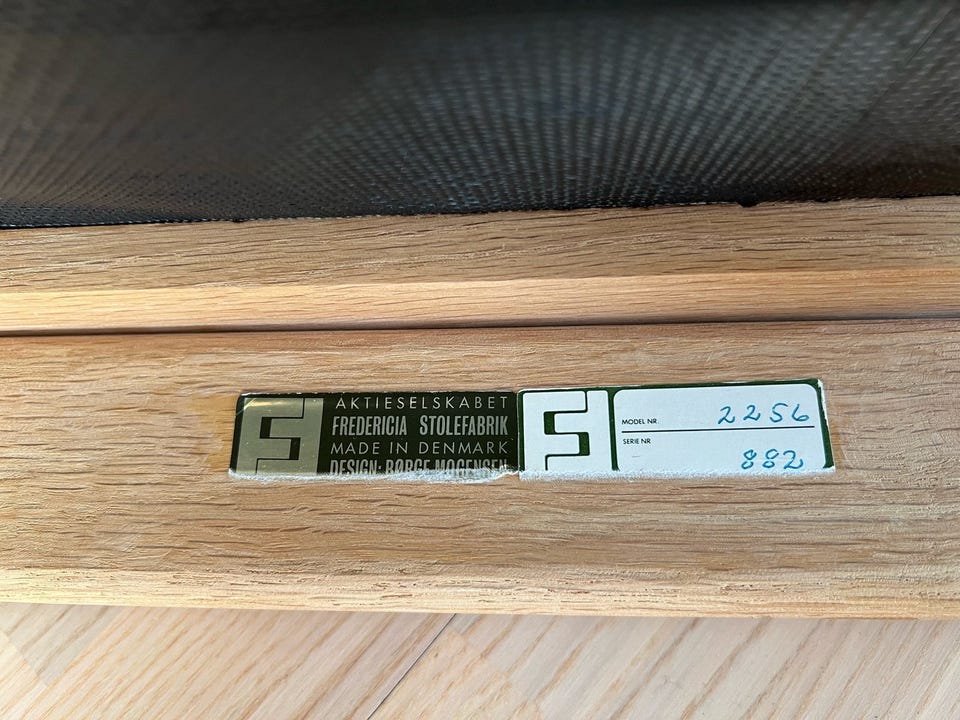 AKTIESELSKABET
FREDERICIA STOLEFABRIK
MADE IN DENMARK
DESIGN: BØRGE MOGENSEN
MODEL NR. 2256
SERIE NR 882